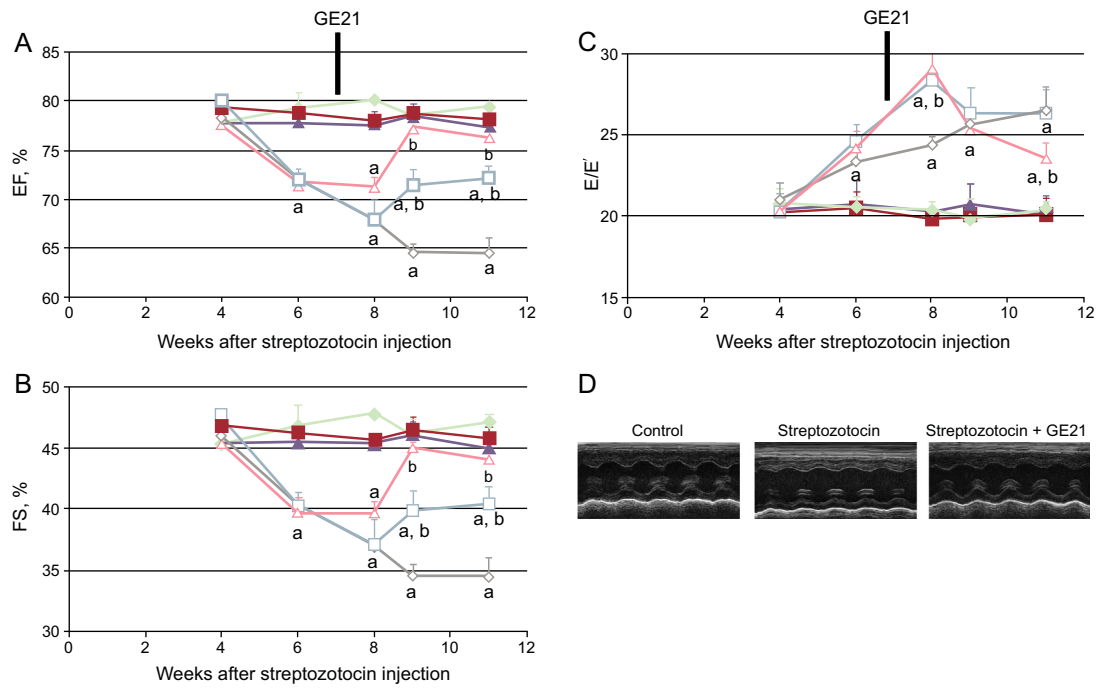 GE21
A
85
80
75
70
65
60
EF, %
a
a
a
b
a, b
a
b
a, b
a
0 2 4 6 8 10 12
Weeks after streptozotocin injection
B
50
45
40
35
30
FS, %
a
a
a
b
a, b
a
b
a, b
a
0 2 4 6 8 10 12
Weeks after streptozotocin injection
GE21
C
30
25
20
15
E/E′
a
a, b
a
a
a
a, b
0 2 4 6 8 10 12
Weeks after streptozotocin injection
D
Control
Streptozotocin
Streptozotocin + GE21